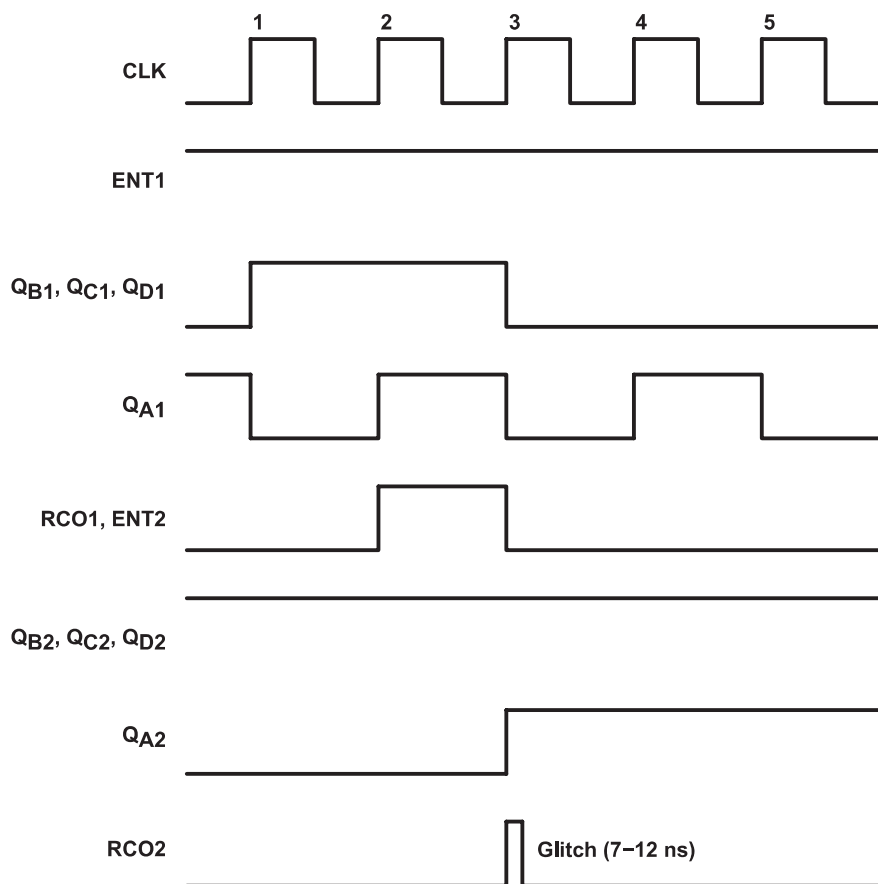 1 2 3 4 5
CLK
ENT1
QB1, QC1, QD1
QA1
RCO1, ENT2
QB2, QC2, QD2
QA2
RCO2
Glitch (7−12 ns)